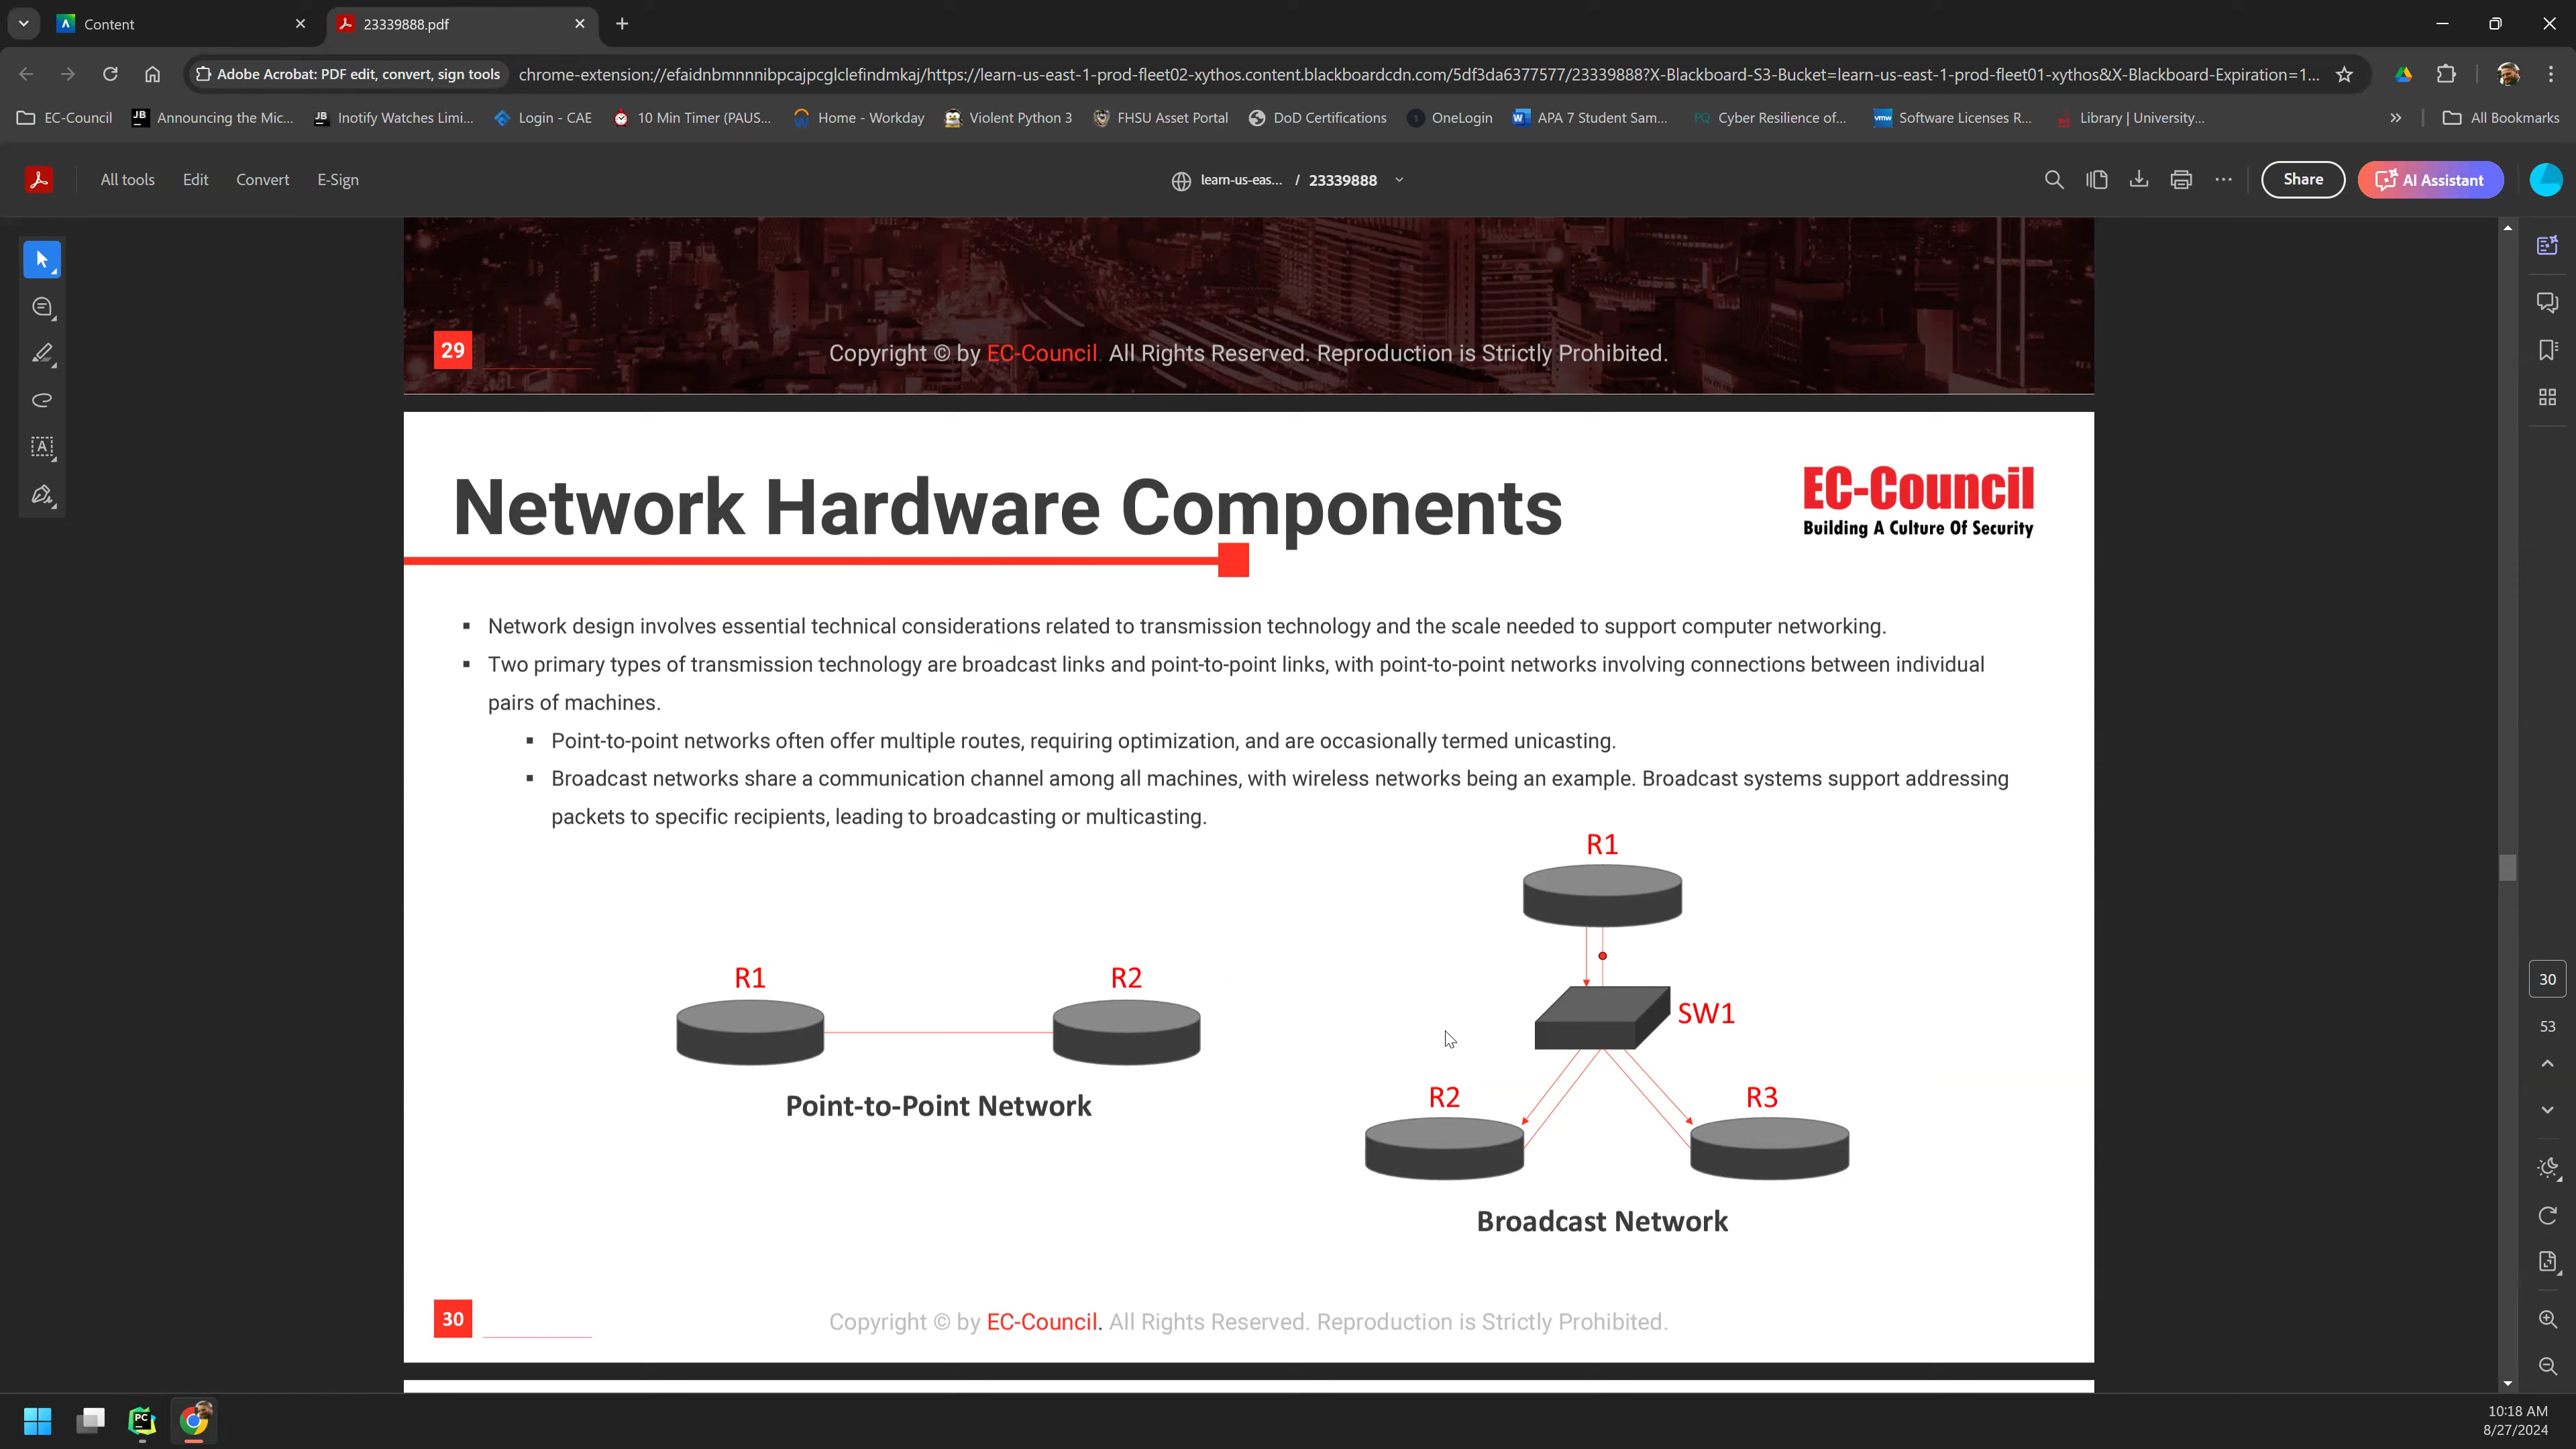 Content
23339888.pdf
Adobe Acrobat: PDF edit, convert, sign tools
chrome-extension://efaidnbmnnnibpcajpcglclefindmkaj/https://learn-us-east-1-prod-fleet02-xythos.content.blackboardcdn.com/5df3da6377577/23339888?X-Blackboard-S3-Bucket=learn-us-east-1-prod-fleet01-xythos&X-Blackboard-Expiration=1...
EC-Council
JB Announcing the Mic...
JB Inotify Watches Limi...
Login - CAE
10 Min Timer (PAUS...
Home - Workday
Violent Python 3
FHSU Asset Portal
DoD Certifications
OneLogin
APA 7 Student Sam...
PQ Cyber Resilience of...
vmw Software Licenses R...
Library | University...
All Bookmarks
All tools
Edit
Convert
E-Sign
learn-us-eas... / 23339888
Share
AI Assistant
29
Copyright © by EC-Council. All Rights Reserved. Reproduction is Strictly Prohibited.
Network Hardware Components
EC-Council
Building A Culture Of Security
▪ Network design involves essential technical considerations related to transmission technology and the scale needed to support computer networking.
▪ Two primary types of transmission technology are broadcast links and point-to-point links, with point-to-point networks involving connections between individual
pairs of machines.
▪ Point-to-point networks often offer multiple routes, requiring optimization, and are occasionally termed unicasting.
▪ Broadcast networks share a communication channel among all machines, with wireless networks being an example. Broadcast systems support addressing
packets to specific recipients, leading to broadcasting or multicasting.
R1
R2
Point-to-Point Network
R1
SW1
R2
R3
Broadcast Network
30
Copyright © by EC-Council. All Rights Reserved. Reproduction is Strictly Prohibited.
30
53
PC
10:18 AM
8/27/2024